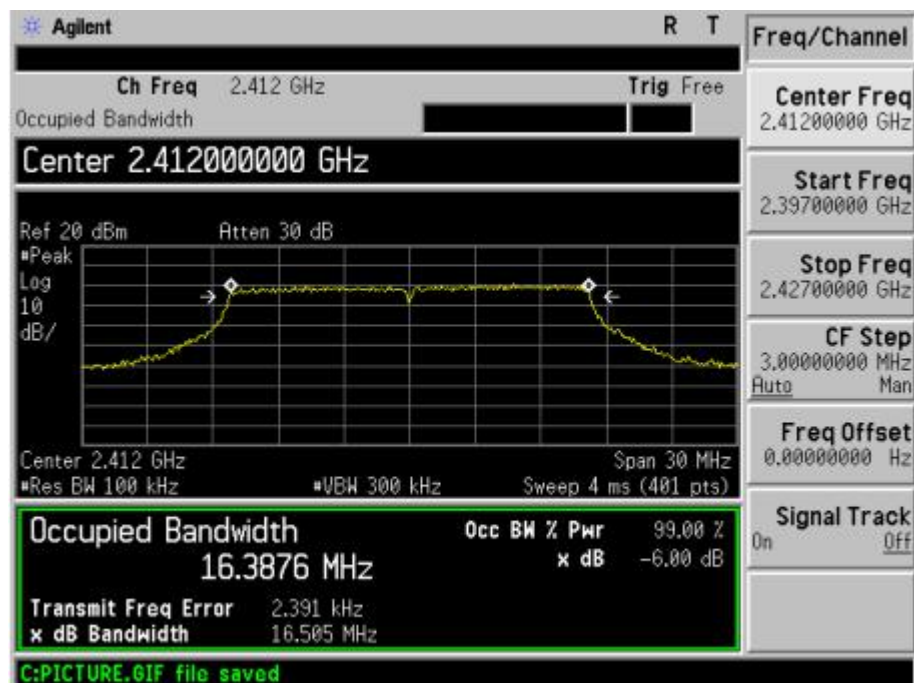 Agilent R T
Ch Freq 2.412 GHz Trig Free
Occupied Bandwidth
Center 2.412000000 GHz
Ref 20 dBm Atten 30 dB
#Peak
Log
10
dB/
Center 2.412 GHz Span 30 MHz
#Res BW 100 kHz #VBW 300 kHz Sweep 4 ms (401 pts)
Occupied Bandwidth
16.3876 MHz
Occ BW % Pwr 99.00 %
x dB -6.00 dB
Transmit Freq Error 2.391 kHz
x dB Bandwidth 16.505 MHz
C:PICTURE.GIF file saved
Freq/Channel
Center Freq
2.41200000 GHz
Start Freq
2.39700000 GHz
Stop Freq
2.42700000 GHz
CF Step
3.00000000 MHz
Auto Man
Freq Offset
0.00000000 Hz
Signal Track
On Off